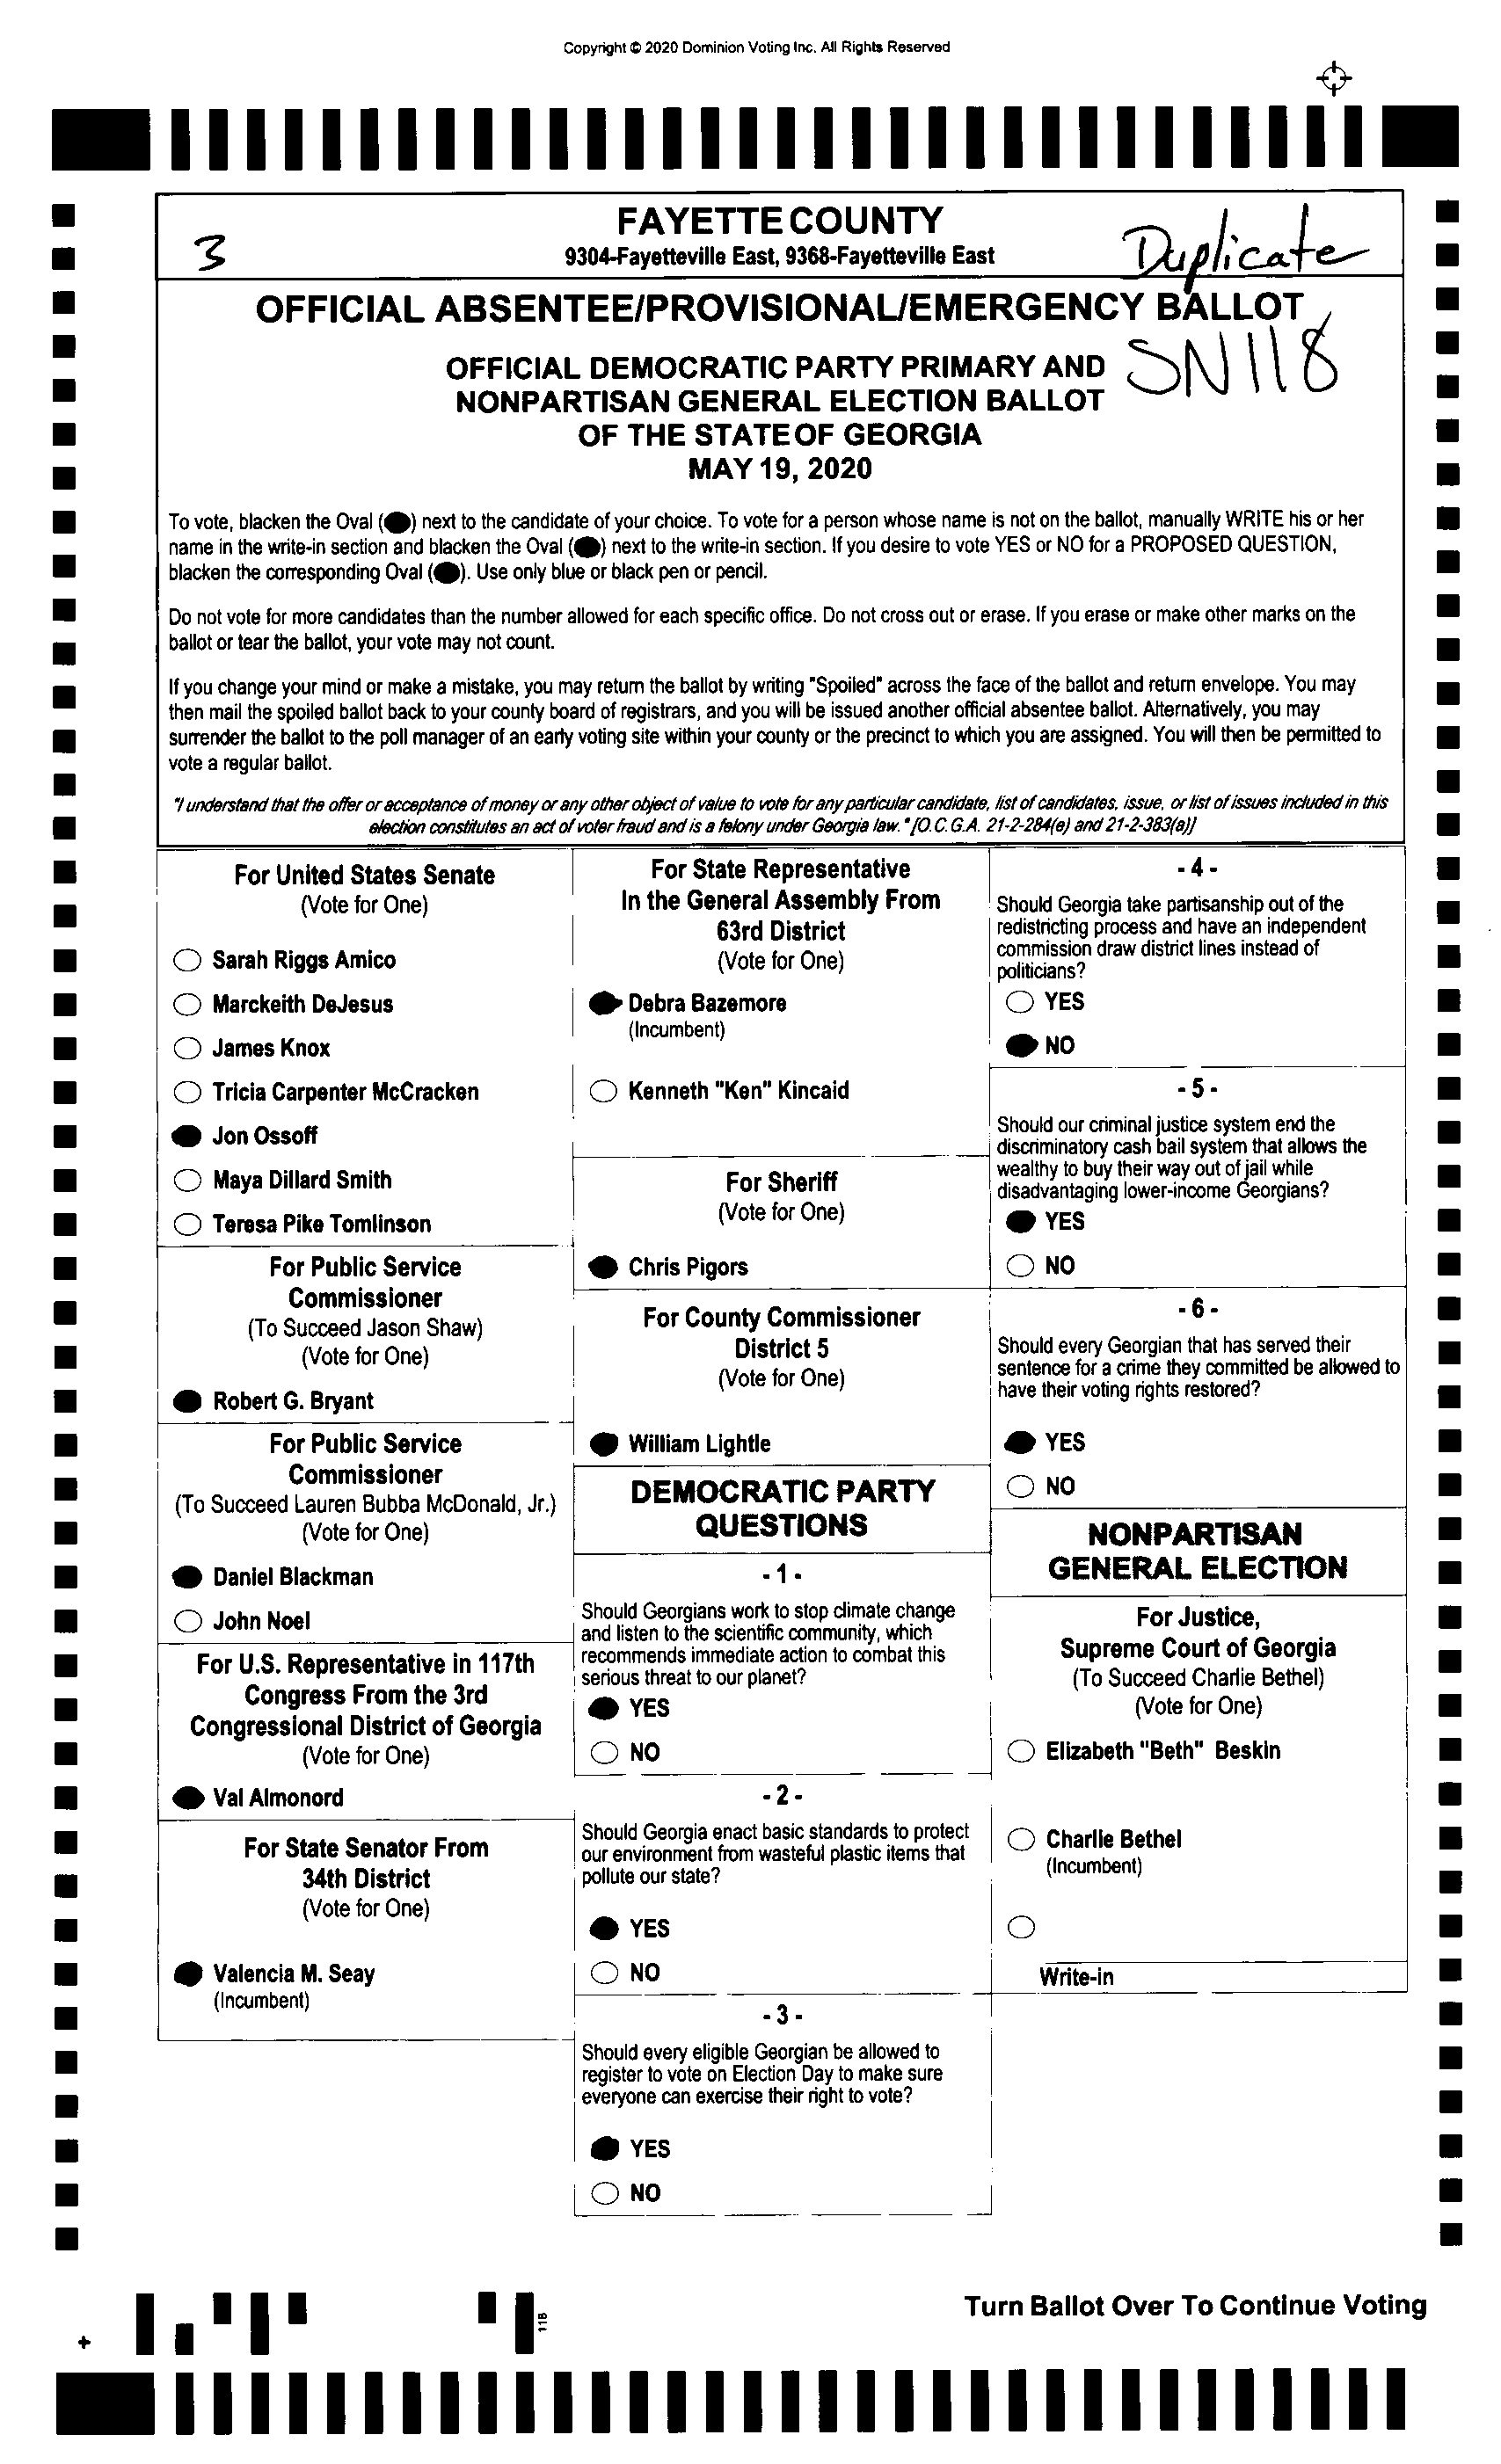 Copyright © 2020 Dominion Voting Inc. All Rights Reserved
FAYETTE COUNTY
3
9304-Fayetteville East, 9368-Fayetteville East
Duplicate
OFFICIAL ABSENTEE/PROVISIONAL/EMERGENCY BALLOT
OFFICIAL DEMOCRATIC PARTY PRIMARY AND
SN118
NONPARTISAN GENERAL ELECTION BALLOT
OF THE STATE OF GEORGIA
MAY 19, 2020
To vote, blacken the Oval () next to the candidate of your choice. To vote for a person whose name is not on the ballot, manually WRITE his or her
name in the write-in section and blacken the Oval () next to the write-in section. If you desire to vote YES or NO for a PROPOSED QUESTION,
blacken the corresponding Oval (). Use only blue or black pen or pencil.
Do not vote for more candidates than the number allowed for each specific office. Do not cross out or erase. If you erase or make other marks on the
ballot or tear the ballot, your vote may not count.
If you change your mind or make a mistake, you may return the ballot by writing "Spoiled" across the face of the ballot and return envelope. You may
then mail the spoiled ballot back to your county board of registrars, and you will be issued another official absentee ballot. Alternatively, you may
surrender the ballot to the poll manager of an early voting site within your county or the precinct to which you are assigned. You will then be permitted to
vote a regular ballot.
"I understand that the offer or acceptance of money or any other object of value to vote for any particular candidate, list of candidates, issue, or list of issues included in this
election constitutes an act of voter fraud and is a felony under Georgia law." [O.C.G.A. 21-2-284(e) and 21-2-383(a)]
For United States Senate
(Vote for One)
Sarah Riggs Amico
Marckeith DeJesus
James Knox
Tricia Carpenter McCracken
Jon Ossoff
Maya Dillard Smith
Teresa Pike Tomlinson
For Public Service
Commissioner
(To Succeed Jason Shaw)
(Vote for One)
Robert G. Bryant
For Public Service
Commissioner
(To Succeed Lauren Bubba McDonald, Jr.)
(Vote for One)
Daniel Blackman
John Noel
For U.S. Representative in 117th
Congress From the 3rd
Congressional District of Georgia
(Vote for One)
Val Almonord
For State Senator From
34th District
(Vote for One)
Valencia M. Seay
(Incumbent)
For State Representative
In the General Assembly From
63rd District
(Vote for One)
Debra Bazemore
(Incumbent)
Kenneth "Ken" Kincaid
For Sheriff
(Vote for One)
Chris Pigors
For County Commissioner
District 5
(Vote for One)
William Lightle
DEMOCRATIC PARTY
QUESTIONS
-1-
Should Georgians work to stop climate change
and listen to the scientific community, which
recommends immediate action to combat this
serious threat to our planet?
YES
NO
-2-
Should Georgia enact basic standards to protect
our environment from wasteful plastic items that
pollute our state?
YES
NO
-3-
Should every eligible Georgian be allowed to
register to vote on Election Day to make sure
everyone can exercise their right to vote?
YES
NO
-4-
Should Georgia take partisanship out of the
redistricting process and have an independent
commission draw district lines instead of
politicians?
YES
NO
-5-
Should our criminal justice system end the
discriminatory cash bail system that allows the
wealthy to buy their way out of jail while
disadvantaging lower-income Georgians?
YES
NO
-6-
Should every Georgian that has served their
sentence for a crime they committed be allowed to
have their voting rights restored?
YES
NO
NONPARTISAN
GENERAL ELECTION
For Justice,
Supreme Court of Georgia
(To Succeed Charlie Bethel)
(Vote for One)
Elizabeth "Beth" Beskin
Charlie Bethel
(Incumbent)
Write-in
Turn Ballot Over To Continue Voting
118